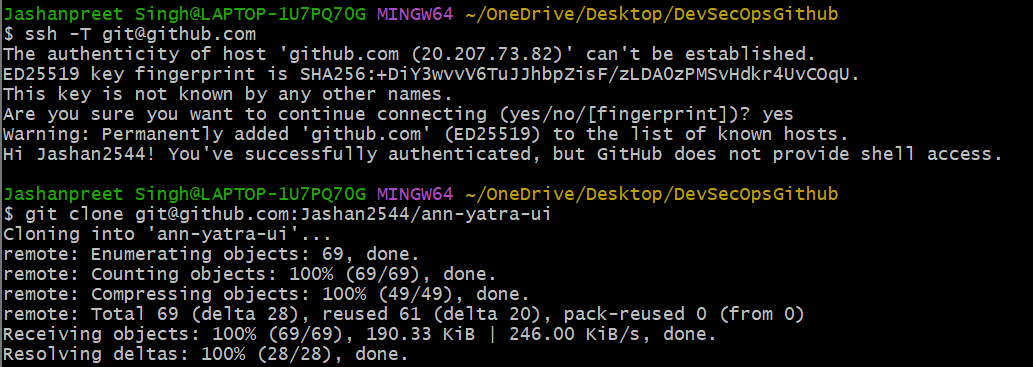 Jashanpreet Singh@LAPTOP-1U7PQ70G MINGW64 ~/OneDrive/Desktop/DevSecOpsGithub
$ ssh -T git@github.com
The authenticity of host 'github.com (20.207.73.82)' can't be established.
ED25519 key fingerprint is SHA256:+DiY3wvvV6TuJJhbpZisF/zLDA0zPMSvHdkr4UvCOqU.
This key is not known by any other names.
Are you sure you want to continue connecting (yes/no/[fingerprint])? yes
Warning: Permanently added 'github.com' (ED25519) to the list of known hosts.
Hi Jashan2544! You've successfully authenticated, but GitHub does not provide shell access.
Jashanpreet Singh@LAPTOP-1U7PQ70G MINGW64 ~/OneDrive/Desktop/DevSecOpsGithub
$ git clone git@github.com:Jashan2544/ann-yatra-ui
Cloning into 'ann-yatra-ui'...
remote: Enumerating objects: 69, done.
remote: Counting objects: 100% (69/69), done.
remote: Compressing objects: 100% (49/49), done.
remote: Total 69 (delta 28), reused 61 (delta 20), pack-reused 0 (from 0)
Receiving objects: 100% (69/69), 190.33 KiB | 246.00 KiB/s, done.
Resolving deltas: 100% (28/28), done.